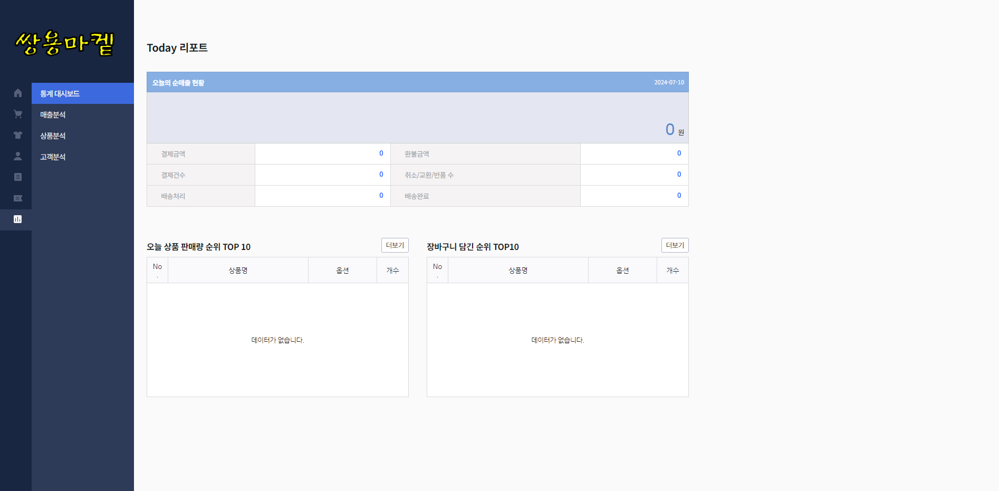 쌍용마켙
통계 대시보드
매출분석
상품분석
고객분석
Today 리포트
오늘의 순매출 현황 2024-07-10
0 원
결제금액 0 환불금액 0
결제건수 0 취소/교환/반품 수 0
배송처리 0 배송완료 0
오늘 상품 판매량 순위 TOP 10 더보기
No. 상품명 옵션 개수
데이터가 없습니다.
장바구니 담긴 순위 TOP10 더보기
No. 상품명 옵션 개수
데이터가 없습니다.